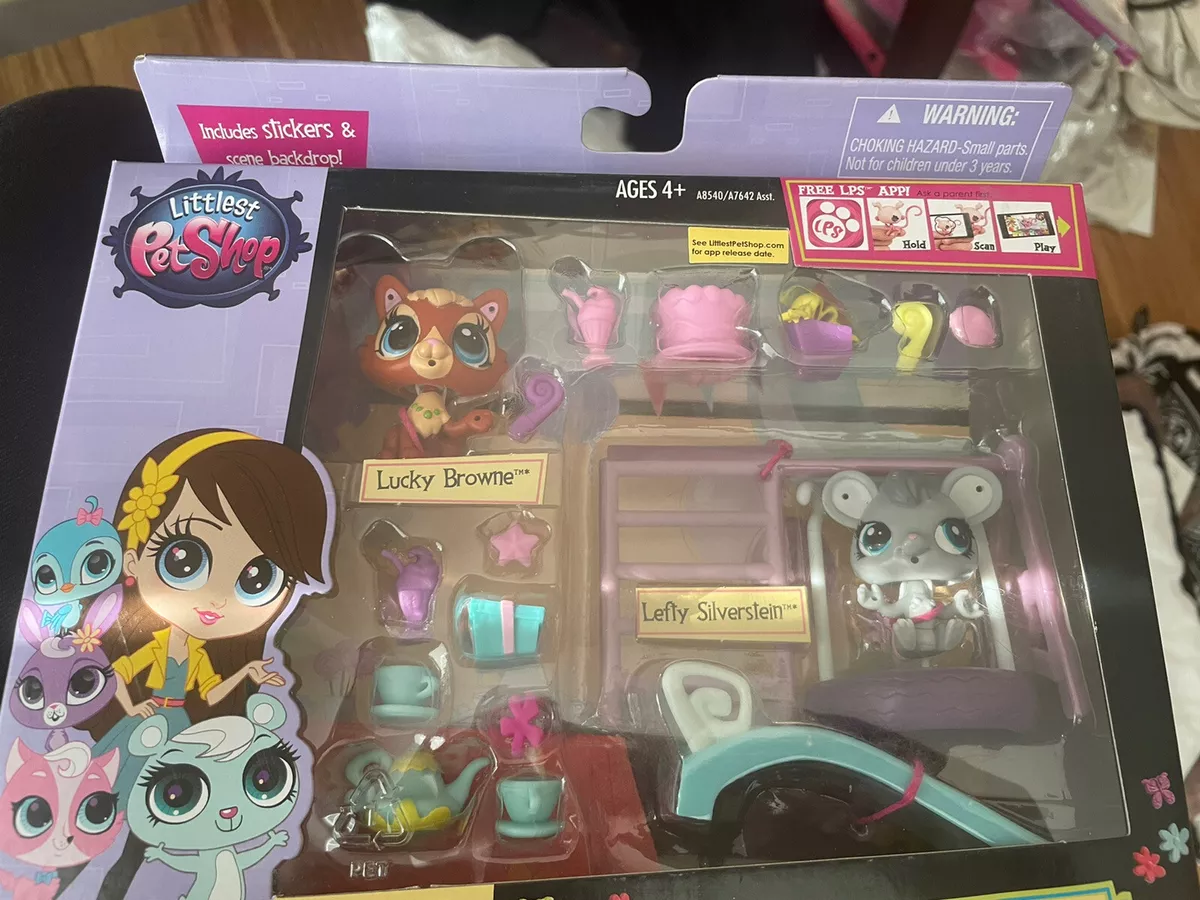 Includes stickers &
scene backdrop!
WARNING:
CHOKING HAZARD-Small parts.
Not for children under 3 years.
Littlest
PetShop
AGES 4+ A8540/A7642 Asst.
FREE LPS™ APP! Ask a parent first
LPS
Hold
Scan
Play
See LittlestPetShop.com
for app release date.
Lucky Browne™*
Lefty Silverstein™*
PET